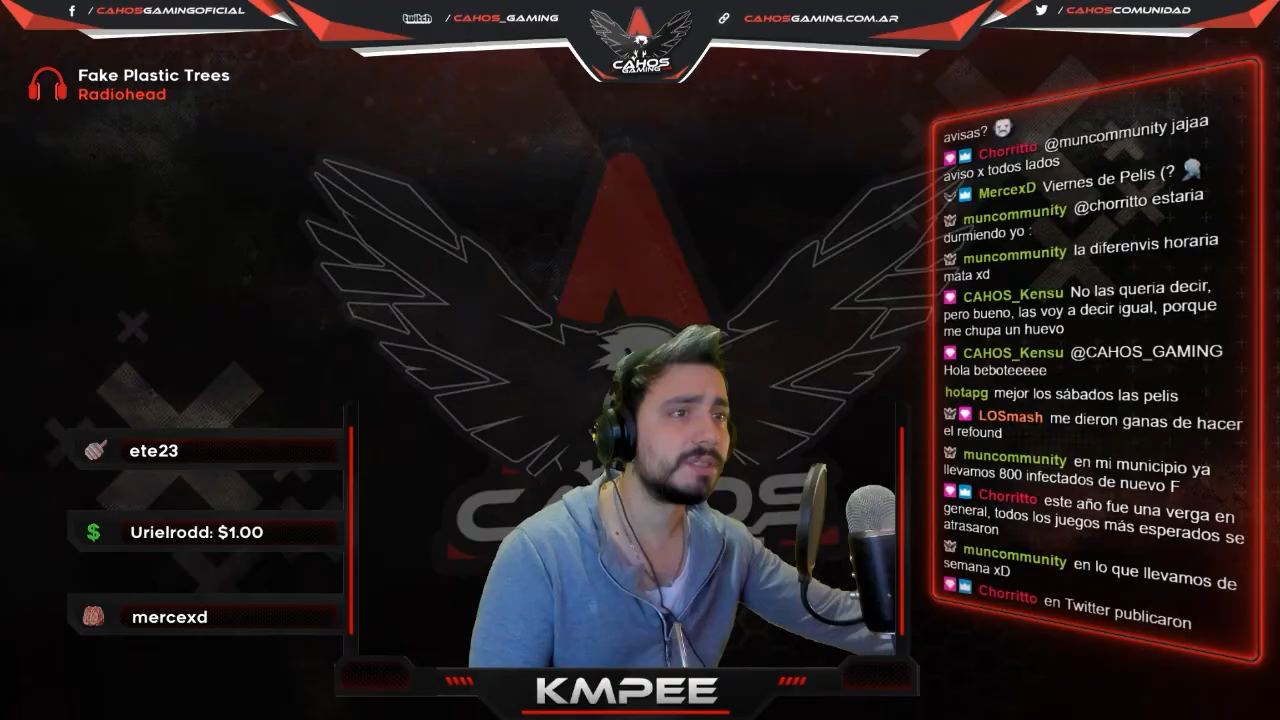 / CAHOSGAMINGOFICIAL
twitch / CAHOS_GAMING
CAHOSGAMING.COM.AR
/ CAHOSCOMUNIDAD
CAHOS
GAMING
Fake Plastic Trees
Radiohead
avisas?
Chorritto @muncommunity jajaa
aviso x todos lados
MercexD Viernes de Pelis (?
muncommunity @chorritto estaria
durmiendo yo :
muncommunity la diferenvis horaria
mata xd
CAHOS_Kensu No las queria decir,
pero bueno, las voy a decir igual, porque
me chupa un huevo
CAHOS_Kensu @CAHOS_GAMING
Hola beboteeeee
hotapg mejor los sábados las pelis
LOSmash me dieron ganas de hacer
el refound
muncommunity en mi municipio ya
llevamos 800 infectados de nuevo F
Chorritto este año fue una verga en
general, todos los juegos más esperados se
atrasaron
muncommunity en lo que llevamos de
semana xD
Chorritto en Twitter publicaron
ete23
$ Urielrodd: $1.00
mercexd
KMPEE